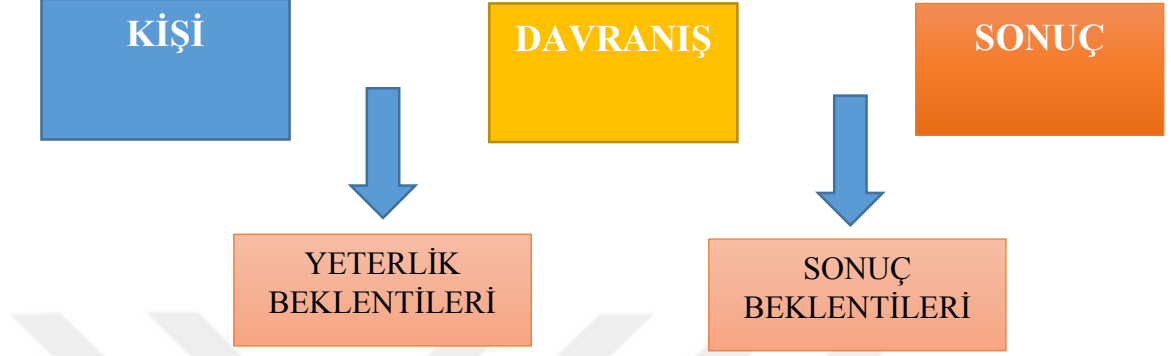 KİŞİ
DAVRANIŞ
SONUÇ
YETERLİK
BEKLENTİLERİ
SONUÇ
BEKLENTİLERİ